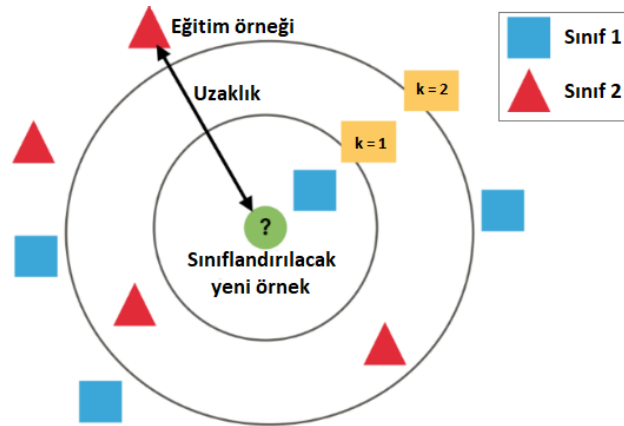 Eğitim örneği
Sınıf 1
Sınıf 2
Uzaklık
k = 2
k = 1
?
Sınıflandırılacak
yeni örnek